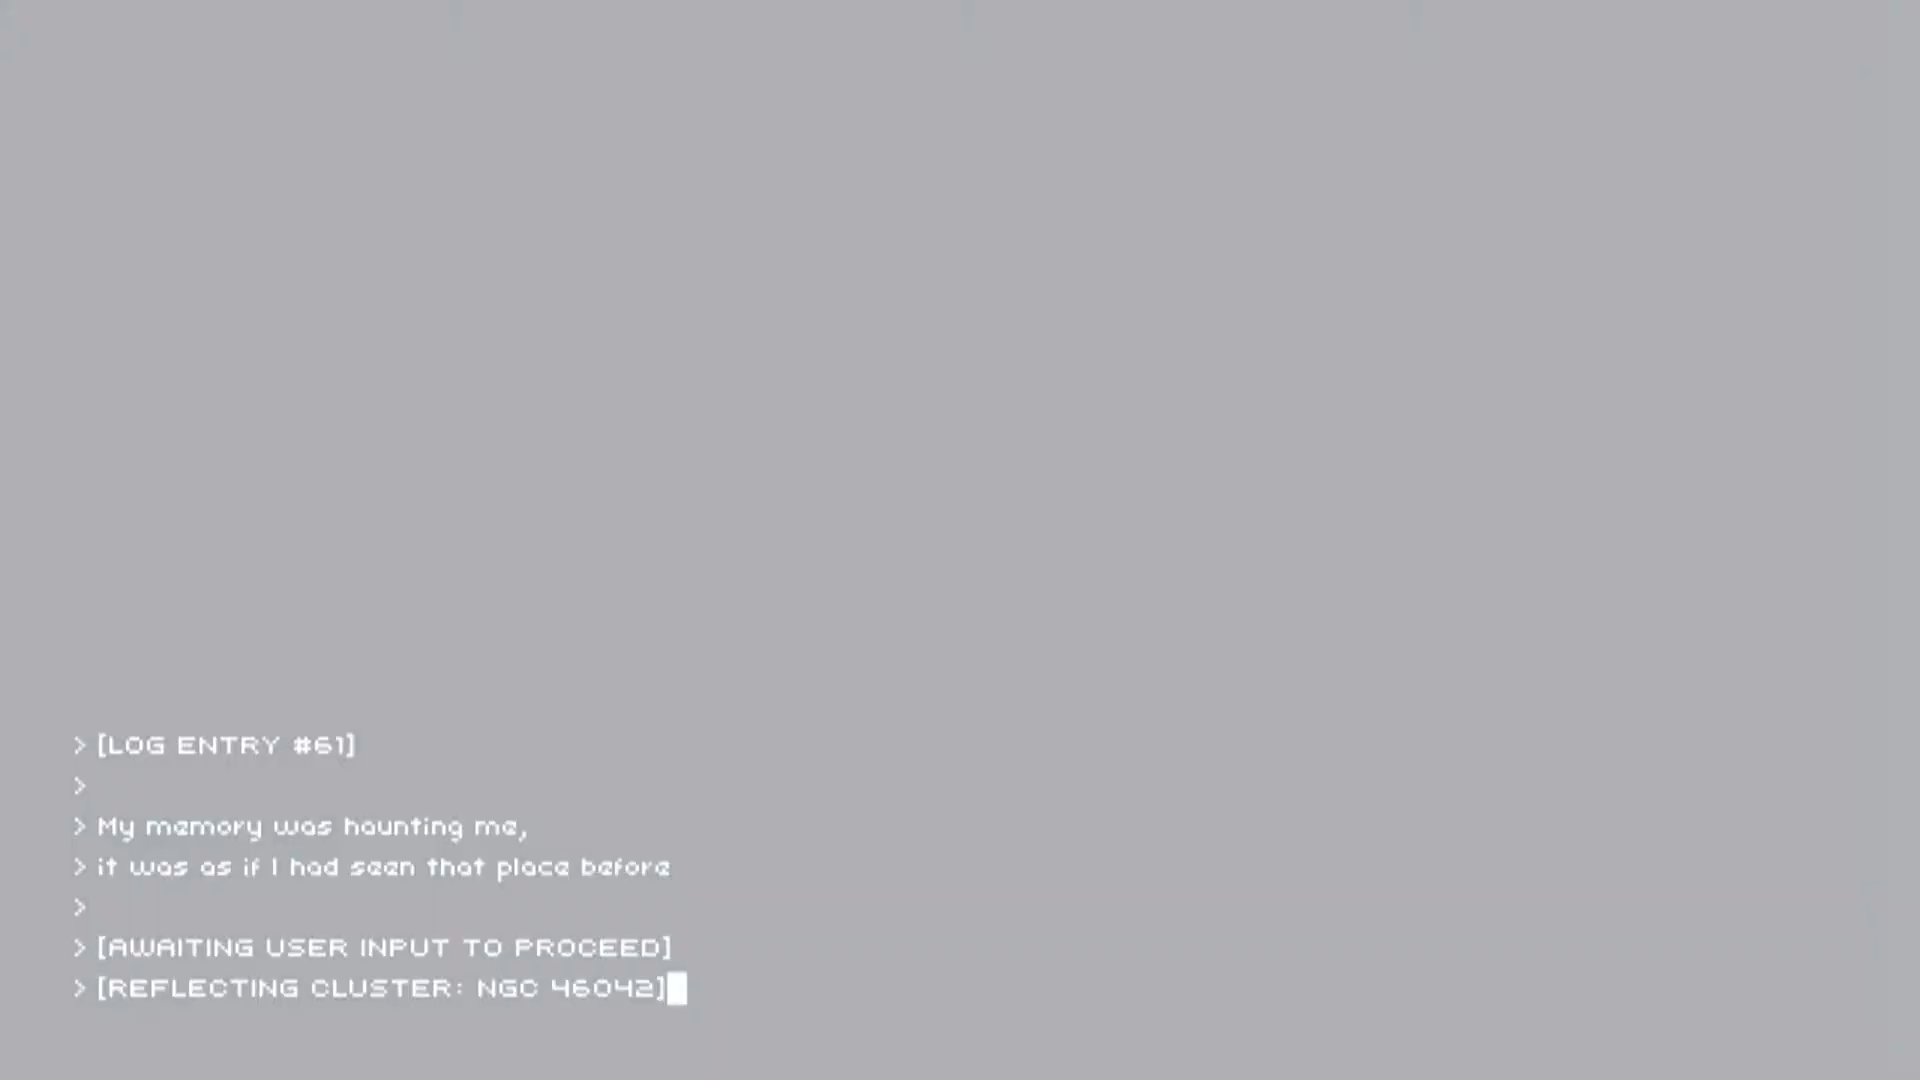 > [LOG ENTRY #61]
>
> My memory was haunting me,
> it was as if I had seen that place before
>
> [AWAITING USER INPUT TO PROCEED]
> [REFLECTING CLUSTER: NGC 46042]